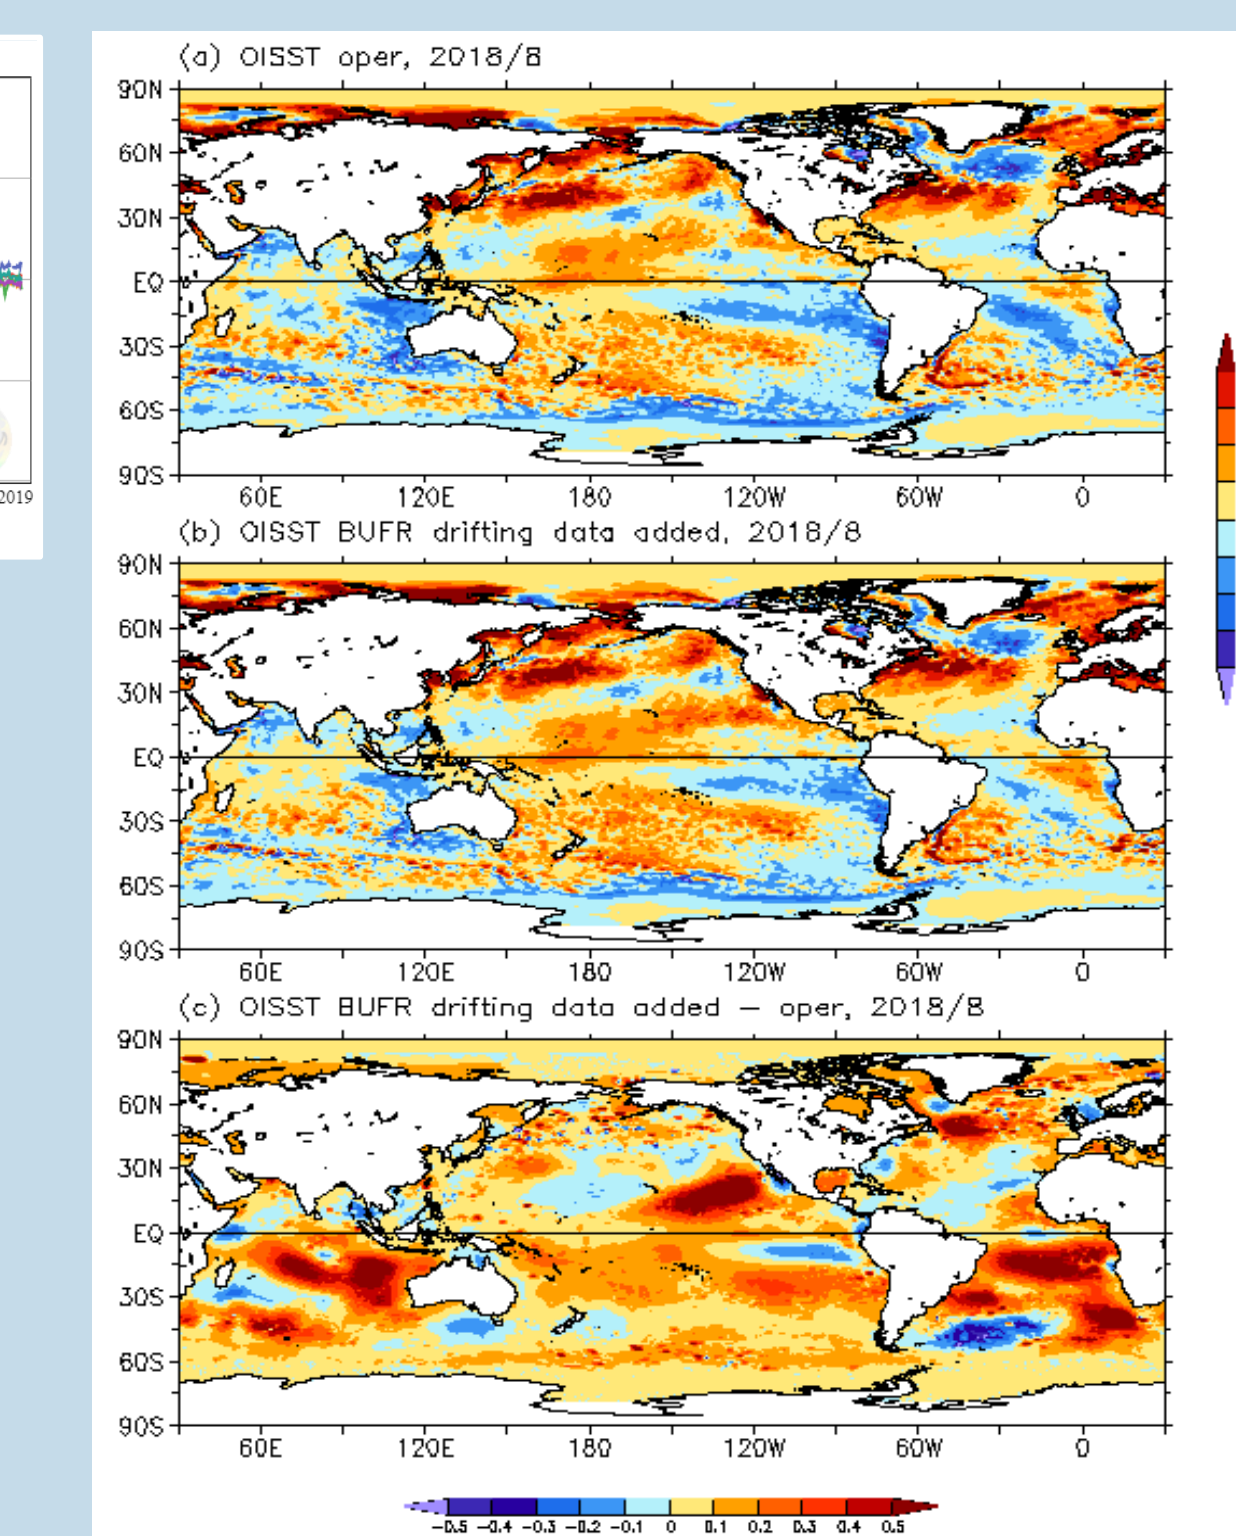 2019
(a) OISST oper, 2018/8
90N
60N
30N
EQ
30S
60S
90S
60E 120E 180 120W 60W 0
(b) OISST BUFR drifting data added, 2018/8
90N
60N
30N
EQ
30S
60S
90S
60E 120E 180 120W 60W 0
(c) OISST BUFR drifting data added – oper, 2018/8
90N
60N
30N
EQ
30S
60S
90S
60E 120E 180 120W 60W 0
-0.5 -0.4 -0.3 -0.2 -0.1 0 0.1 0.2 0.3 0.4 0.5